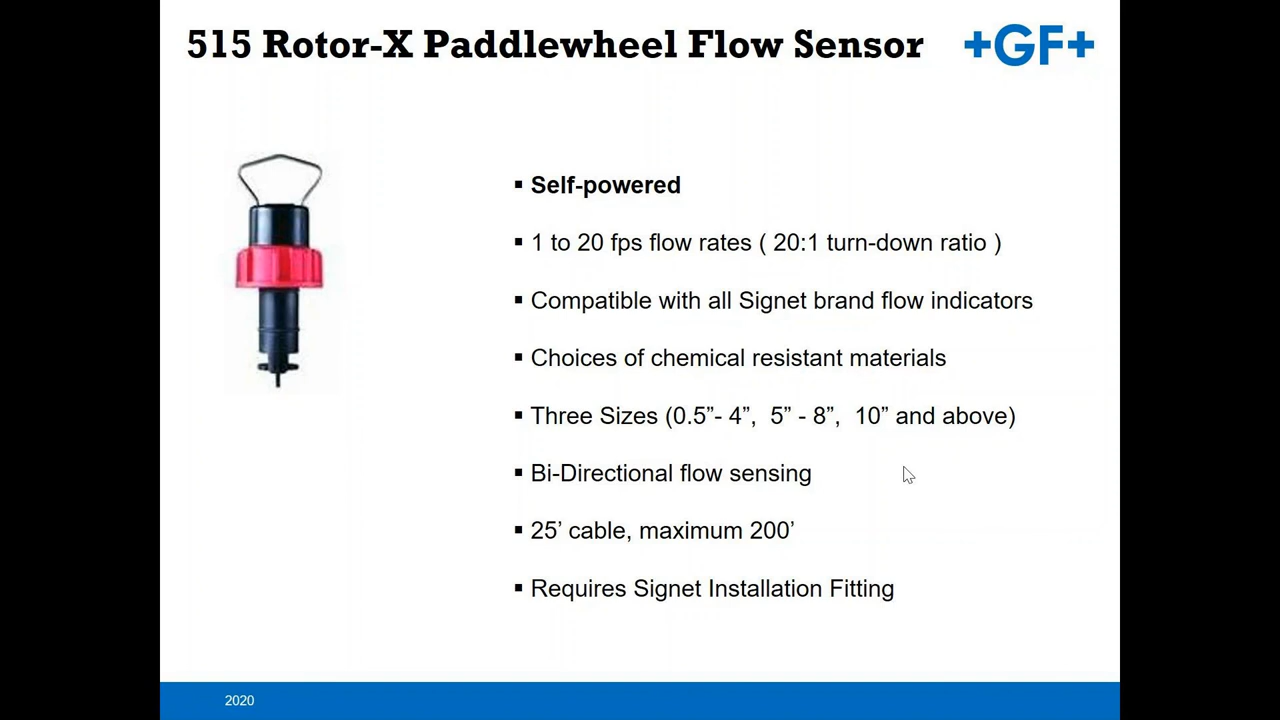 515 Rotor-X Paddlewheel Flow Sensor
+GF+
▪ Self-powered
▪ 1 to 20 fps flow rates ( 20:1 turn-down ratio )
▪ Compatible with all Signet brand flow indicators
▪ Choices of chemical resistant materials
▪ Three Sizes (0.5”- 4”, 5” - 8”, 10” and above)
▪ Bi-Directional flow sensing
▪ 25’ cable, maximum 200’
▪ Requires Signet Installation Fitting
2020